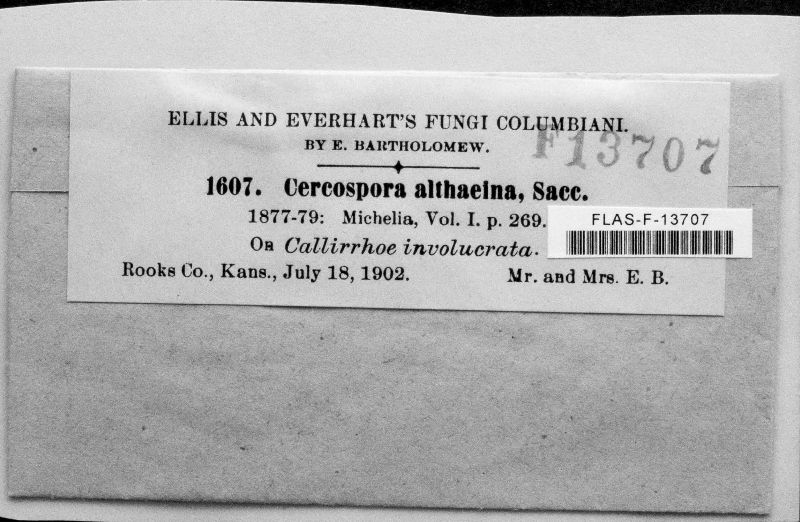 ELLIS AND EVERHART'S FUNGI COLUMBIANI.
BY E. BARTHOLOMEW.
F13707
1607. Cercospora althaeina, Sacc.
1877-79: Michelia, Vol. I. p. 269.
FLAS-F-13707
On Callirrhoe involucrata.
Rooks Co., Kans., July 18, 1902. Mr. and Mrs. E. B.